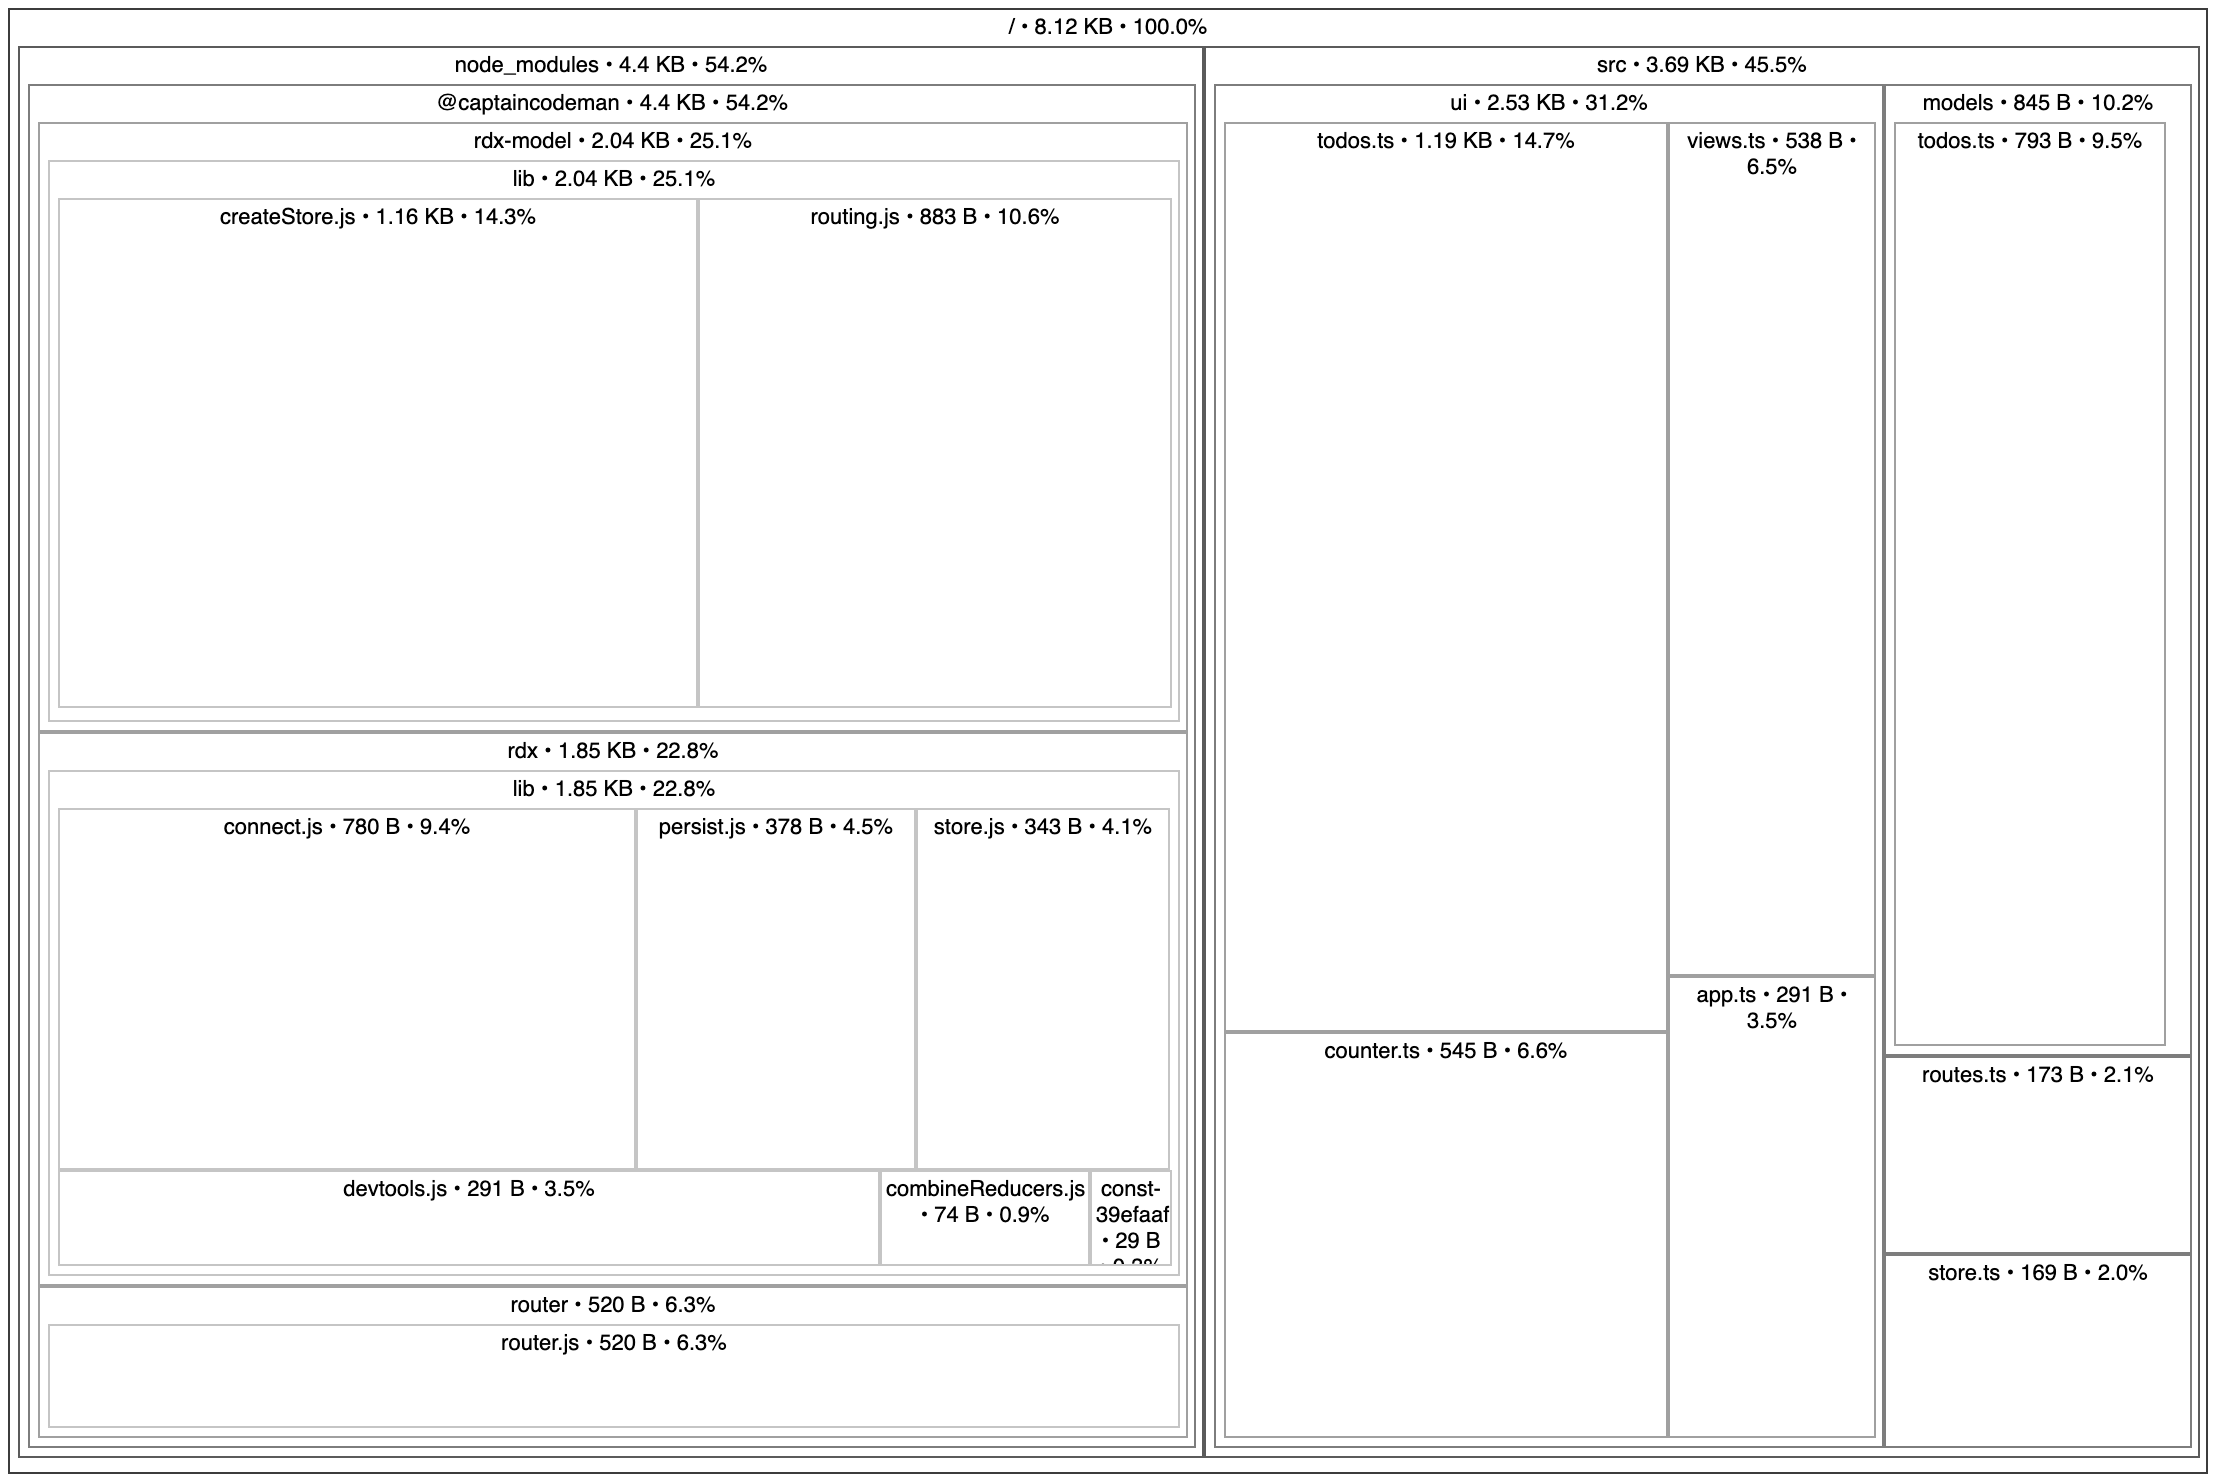 / • 8.12 KB • 100.0%
node_modules • 4.4 KB • 54.2%
@captaincodeman • 4.4 KB • 54.2%
rdx-model • 2.04 KB • 25.1%
lib • 2.04 KB • 25.1%
createStore.js • 1.16 KB • 14.3%
routing.js • 883 B • 10.6%
rdx • 1.85 KB • 22.8%
lib • 1.85 KB • 22.8%
connect.js • 780 B • 9.4%
persist.js • 378 B • 4.5%
store.js • 343 B • 4.1%
devtools.js • 291 B • 3.5%
combineReducers.js
• 74 B • 0.9%
const-
39efaaf
• 29 B
router • 520 B • 6.3%
router.js • 520 B • 6.3%
src • 3.69 KB • 45.5%
ui • 2.53 KB • 31.2%
todos.ts • 1.19 KB • 14.7%
views.ts • 538 B •
6.5%
counter.ts • 545 B • 6.6%
app.ts • 291 B •
3.5%
models • 845 B • 10.2%
todos.ts • 793 B • 9.5%
routes.ts • 173 B • 2.1%
store.ts • 169 B • 2.0%